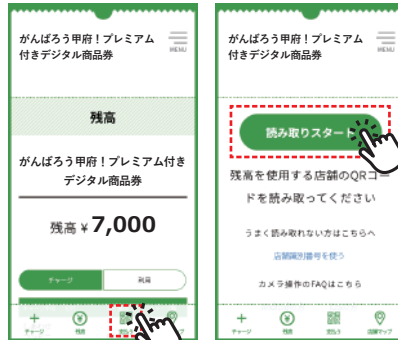 がんばろう甲府！プレミアム
付きデジタル商品券
MENU
残高
がんばろう甲府！プレミアム付き
デジタル商品券
残高 ¥7,000
チャージ
利用
チャージ
残高
がんばろう甲府！プレミアム
付きデジタル商品券
MENU
読み取りスタート
残高を使用する店舗のQRコー
ドを読み取ってください
うまく読み取れない方はこちらへ
店舗識別番号を使う
カメラ操作のFAQはこちら
チャージ
残高
支払う
店舗マップ